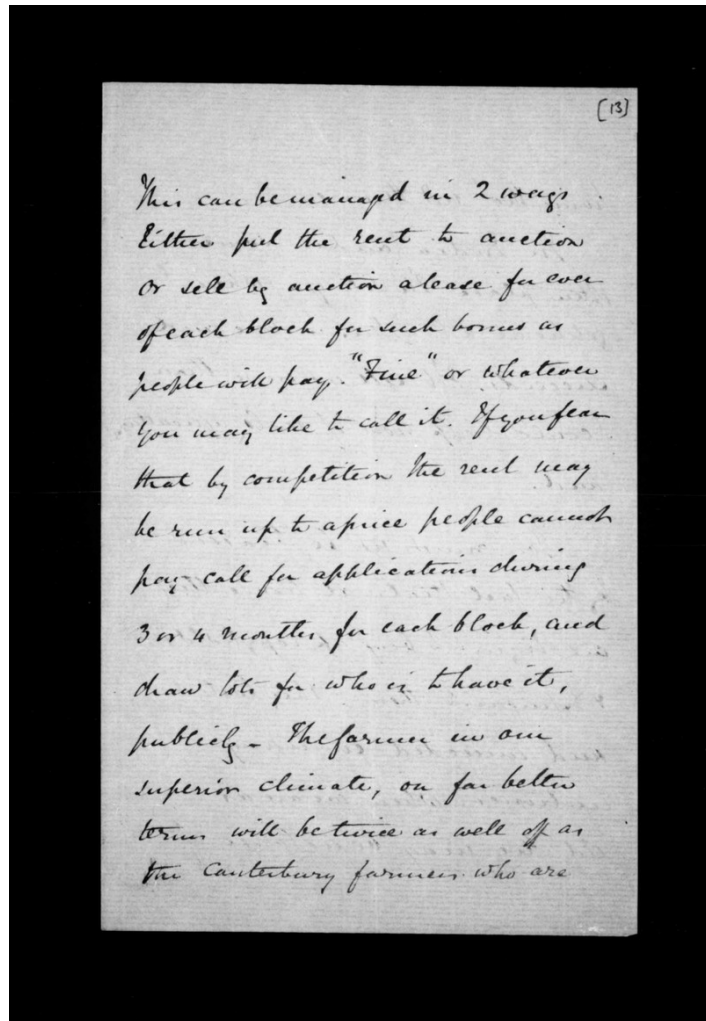 [13]
This can be managed in 2 ways
Either put the rent to auction
or sell by auction a lease for ever
of each block for such bonus as
people will pay. "Fine" or whatever
you may like to call it. If you fear
that by competition the rent may
be run up to a price people cannot
pay call for applications during
3 or 4 months for each block, and
draw lots for who is to have it,
publicly - The farmer in our
superior climate, on far better
terms will be twice as well off as
the Canterbury farmers who are